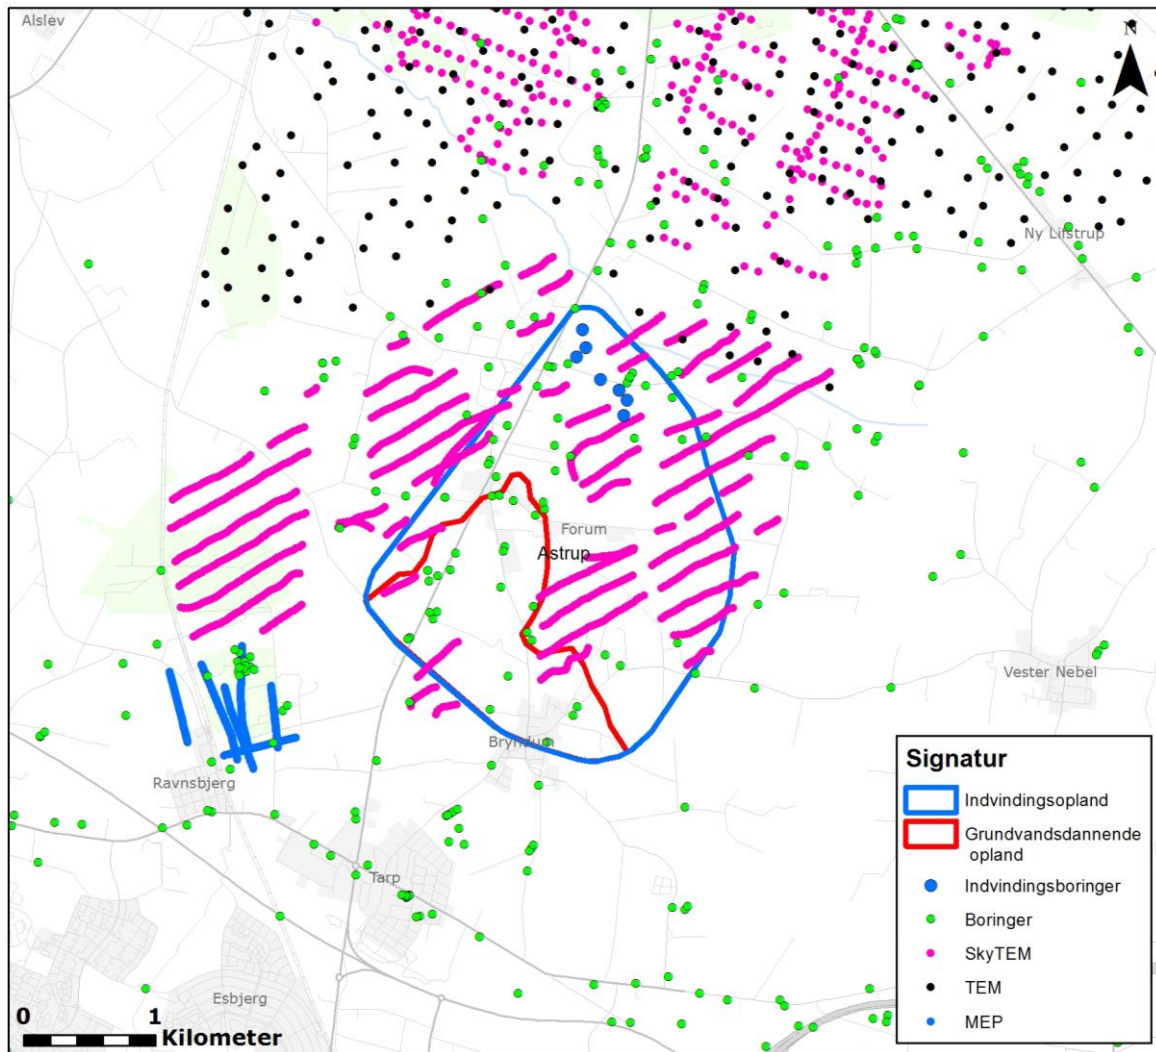 Alslev
N
Ny Lifstrup
Forum
Astrup
Vester Nebel
Bryndum
Ravnsbjerg
Tarp
Esbjerg
0 1
Kilometer
Signatur
Indvindingsopland
Grundvandsdannende
opland
Indvindingsboringer
Boringer
SkyTEM
TEM
MEP